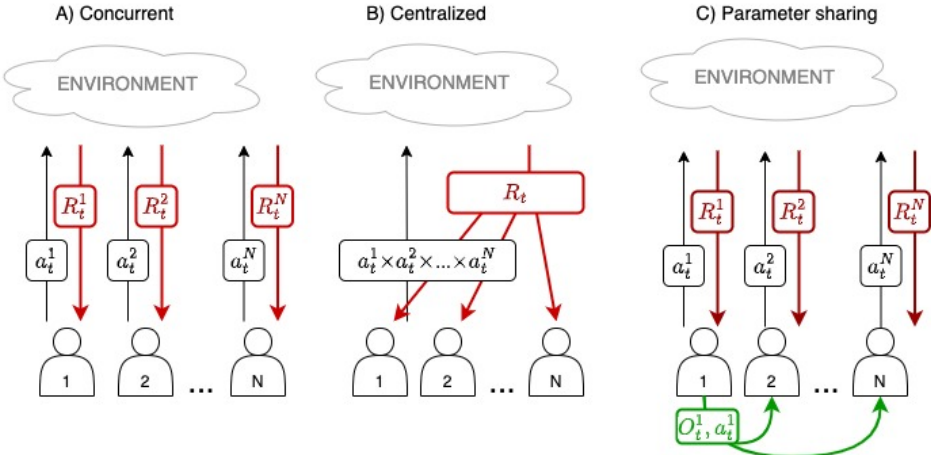 A) Concurrent
B) Centralized
C) Parameter sharing
ENVIRONMENT
ENVIRONMENT
ENVIRONMENT
R_t^1
R_t^2
R_t^N
a_t^1
a_t^2
a_t^N
1
2
...
N
R_t
a_t^1×a_t^2×...×a_t^N
1
2
...
N
R_t^1
R_t^2
R_t^N
a_t^1
a_t^2
a_t^N
1
2
...
N
O_t^1, a_t^1